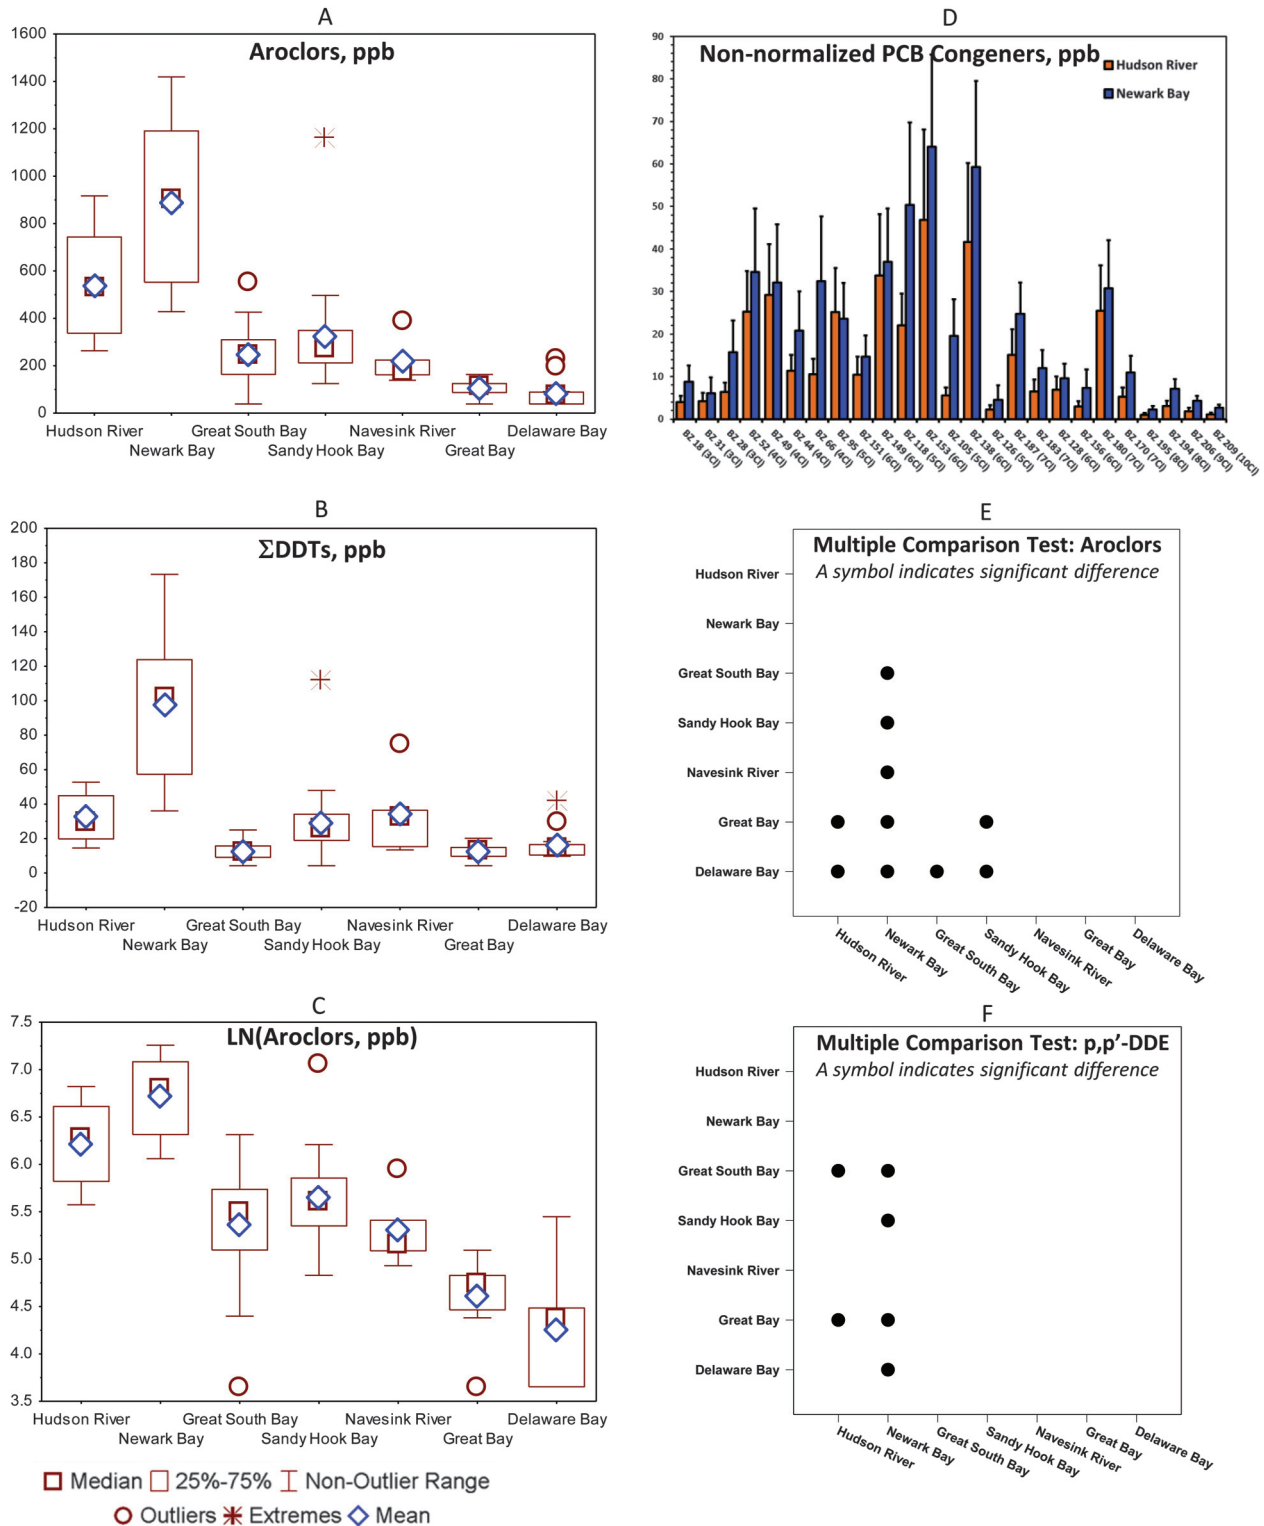 A
Aroclors, ppb
1600
1400
1200
1000
800
600
400
200
0
Hudson River
Newark Bay
Great South Bay
Sandy Hook Bay
Navesink River
Great Bay
Delaware Bay
B
ΣDDTs, ppb
200
180
160
140
120
100
80
60
40
20
0
-20
Hudson River
Newark Bay
Great South Bay
Sandy Hook Bay
Navesink River
Great Bay
Delaware Bay
C
LN(Aroclors, ppb)
7.5
7.0
6.5
6.0
5.5
5.0
4.5
4.0
3.5
Hudson River
Newark Bay
Great South Bay
Sandy Hook Bay
Navesink River
Great Bay
Delaware Bay
Median 25%-75% Non-Outlier Range
Outliers Extremes Mean
D
Non-normalized PCB Congeners, ppb
Hudson River
Newark Bay
90
80
70
60
50
40
30
20
10
0
BZ 18 (3Cl)
BZ 31 (3Cl)
BZ 28 (3Cl)
BZ 52 (4Cl)
BZ 49 (4Cl)
BZ 44 (4Cl)
BZ 66 (4Cl)
BZ 95 (5Cl)
BZ 151 (6Cl)
BZ 149 (6Cl)
BZ 118 (5Cl)
BZ 153 (6Cl)
BZ 105 (5Cl)
BZ 138 (6Cl)
BZ 126 (5Cl)
BZ 187 (7Cl)
BZ 183 (7Cl)
BZ 128 (6Cl)
BZ 156 (6Cl)
BZ 180 (7Cl)
BZ 170 (7Cl)
BZ 195 (8Cl)
BZ 194 (8Cl)
BZ 206 (9Cl)
BZ 209 (10Cl)
E
Multiple Comparison Test: Aroclors
A symbol indicates significant difference
Hudson River
Newark Bay
Great South Bay
Sandy Hook Bay
Navesink River
Great Bay
Delaware Bay
Hudson River
Newark Bay
Great South Bay
Sandy Hook Bay
Navesink River
Great Bay
Delaware Bay
F
Multiple Comparison Test: p,p’-DDE
A symbol indicates significant difference
Hudson River
Newark Bay
Great South Bay
Sandy Hook Bay
Navesink River
Great Bay
Delaware Bay
Hudson River
Newark Bay
Great South Bay
Sandy Hook Bay
Navesink River
Great Bay
Delaware Bay